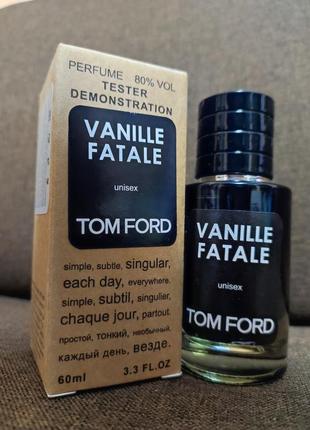 PERFUME 80% VOL
TESTER
DEMONSTRATION
VANILLE
FATALE
unisex
TOM FORD
simple, subtle, singular,
each day, everywhere.
simple, subtil, singulier,
chaque jour, partout.
простой, тонкий, необычный,
каждый день, везде.
60ml 3.3 FL.OZ
VANILLE
FATALE
unisex
TOM FORD